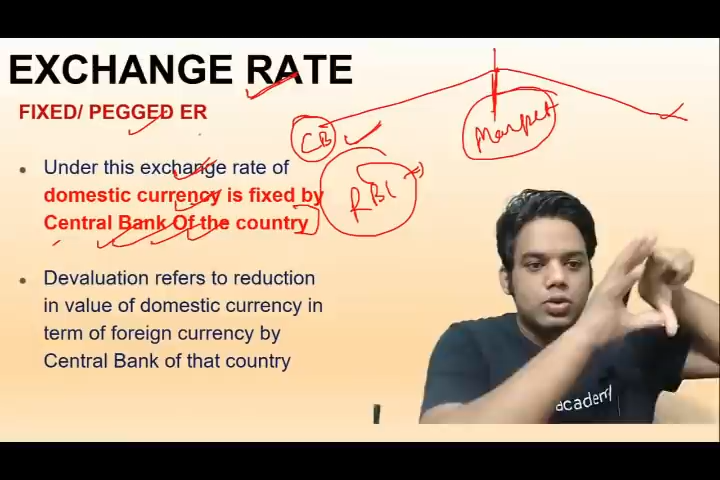 EXCHANGE RATE
FIXED/ PEGGED ER
Under this exchange rate of
domestic currency is fixed by
Central Bank Of the country
Devaluation refers to reduction
in value of domestic currency in
term of foreign currency by
Central Bank of that country
CB
Market
RBI
academy